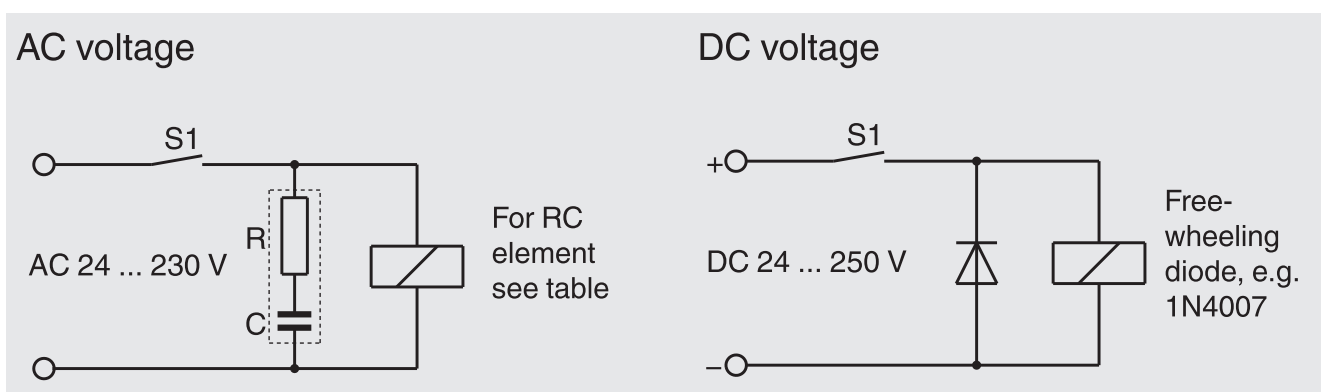 AC voltage
S1
R
AC 24 ... 230 V
C
For RC
element
see table
DC voltage
S1
+
DC 24 ... 250 V
–
Free-
wheeling
diode, e.g.
1N4007